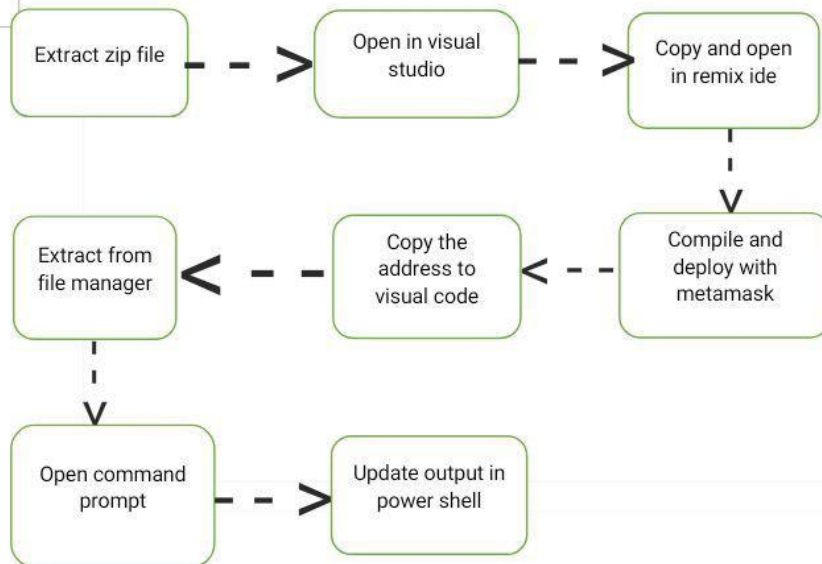 Extract zip file
Open in visual
studio
Copy and open
in remix ide
Compile and
deploy with
metamask
Copy the
address to
visual code
Extract from
file manager
Open command
prompt
Update output in
power shell